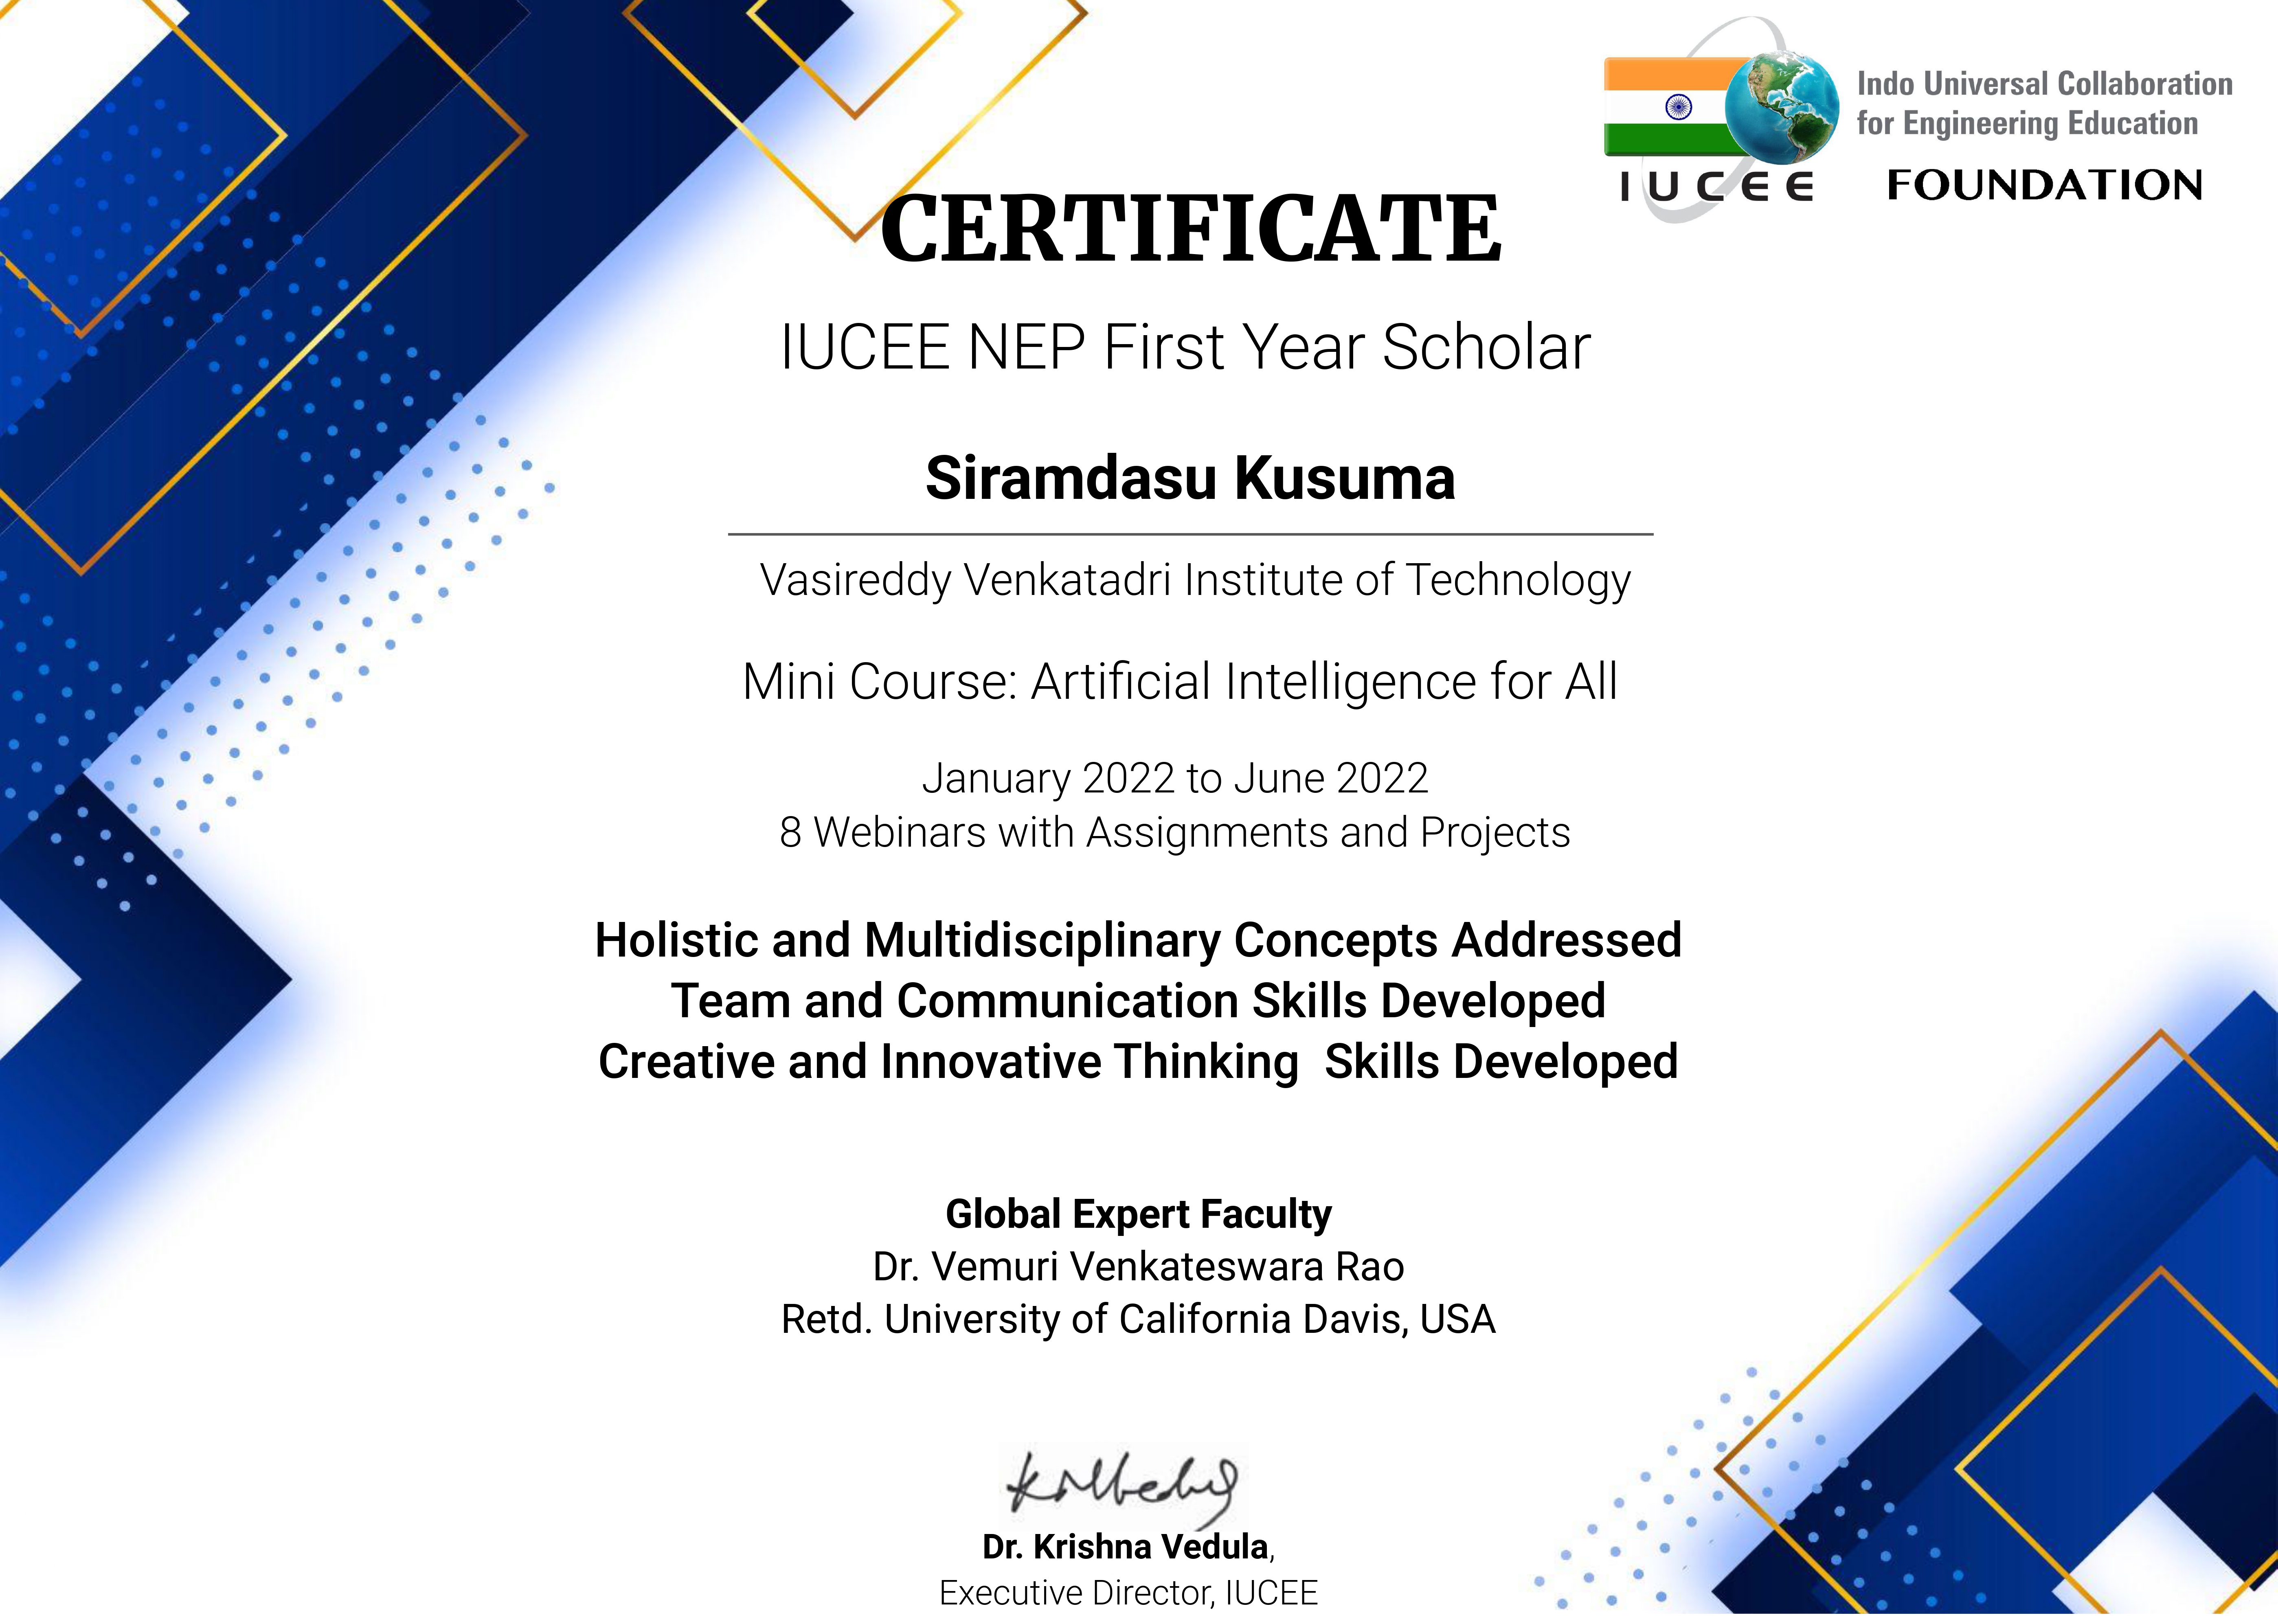 Indo Universal Collaboration
for Engineering Education
IUCEE FOUNDATION
CERTIFICATE
IUCEE NEP First Year Scholar
Siramdasu Kusuma
Vasireddy Venkatadri Institute of Technology
Mini Course: Artificial Intelligence for All
January 2022 to June 2022
8 Webinars with Assignments and Projects
Holistic and Multidisciplinary Concepts Addressed
Team and Communication Skills Developed
Creative and Innovative Thinking  Skills Developed
Global Expert Faculty
Dr. Vemuri Venkateswara Rao
Retd. University of California Davis, USA
Dr. Krishna Vedula,
Executive Director, IUCEE